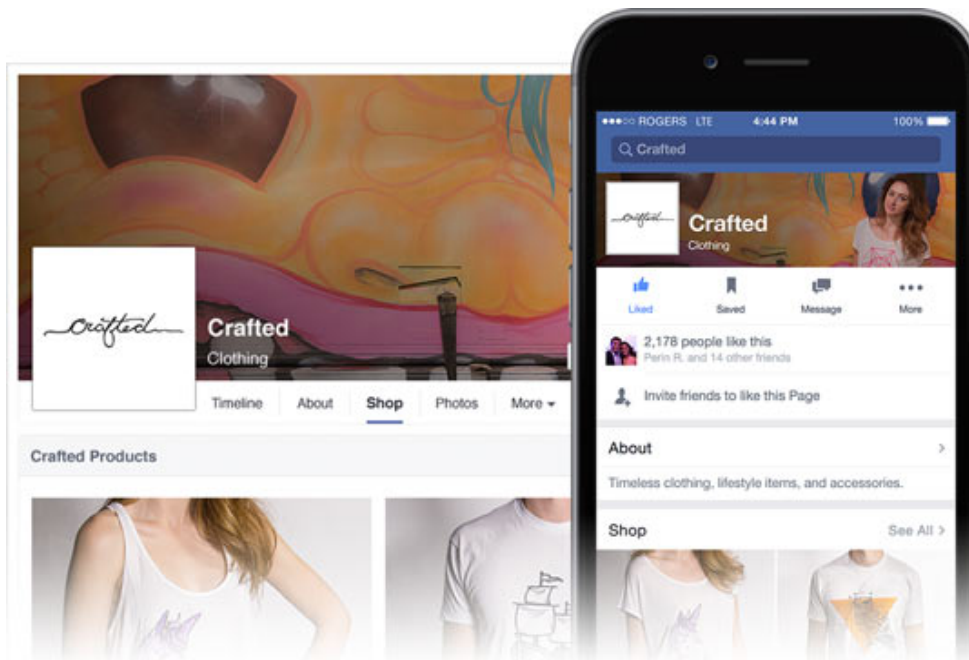 crafted
Crafted
Clothing
Timeline About Shop Photos More
Crafted Products
ROGERS LTE 4:44 PM 100%
Crafted
crafted
Crafted
Clothing
Liked Saved Message More
2,178 people like this
Perin R. and 14 other friends
Invite friends to like this Page
About
Timeless clothing, lifestyle items, and accessories.
Shop See All